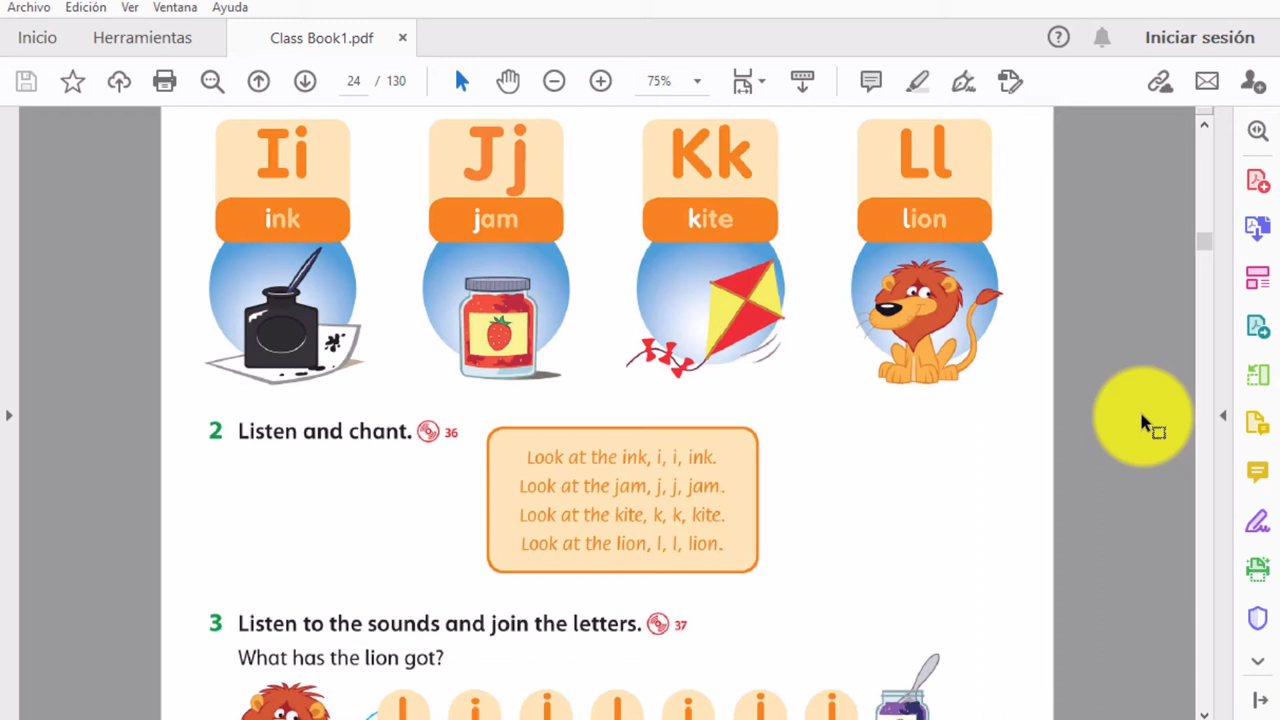 Archivo Edición Ver Ventana Ayuda
Inicio Herramientas Class Book1.pdf × Iniciar sesión
24 / 130 75%
Ii Jj Kk Ll
ink jam kite lion
2 Listen and chant. 36
Look at the ink, i, i, ink.
Look at the jam, j, j, jam.
Look at the kite, k, k, kite.
Look at the lion, l, l, lion.
3 Listen to the sounds and join the letters. 37
What has the lion got?